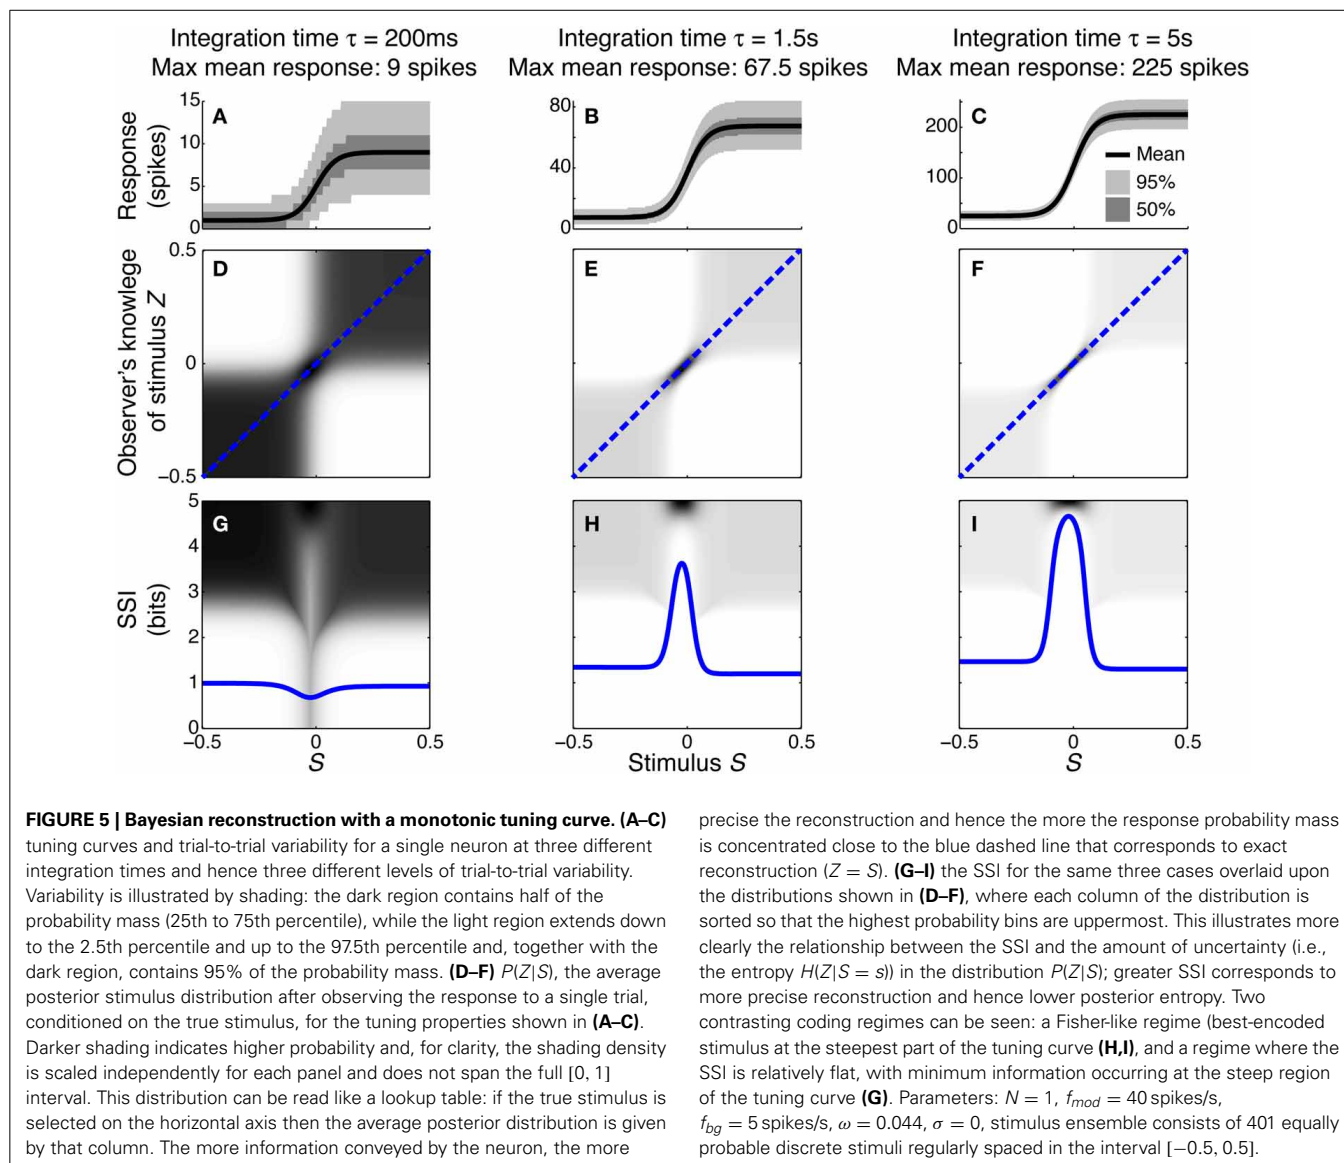 Integration time τ = 200ms
Max mean response: 9 spikes
Integration time τ = 1.5s
Max mean response: 67.5 spikes
Integration time τ = 5s
Max mean response: 225 spikes
Response
(spikes)
15
10
5
0
A
80
40
0
B
200
100
0
C
Mean
95%
50%
Observer's knowlege
of stimulus Z
0.5
0
−0.5
D
E
F
SSI
(bits)
5
4
3
2
1
0
G
H
I
−0.5
0
0.5
−0.5
0
0.5
−0.5
0
0.5
S
Stimulus S
S
FIGURE 5 | Bayesian reconstruction with a monotonic tuning curve. (A–C)
tuning curves and trial-to-trial variability for a single neuron at three different
integration times and hence three different levels of trial-to-trial variability.
Variability is illustrated by shading: the dark region contains half of the
probability mass (25th to 75th percentile), while the light region extends down
to the 2.5th percentile and up to the 97.5th percentile and, together with the
dark region, contains 95% of the probability mass. (D–F) P(Z|S), the average
posterior stimulus distribution after observing the response to a single trial,
conditioned on the true stimulus, for the tuning properties shown in (A–C).
Darker shading indicates higher probability and, for clarity, the shading density
is scaled independently for each panel and does not span the full [0, 1]
interval. This distribution can be read like a lookup table: if the true stimulus is
selected on the horizontal axis then the average posterior distribution is given
by that column. The more information conveyed by the neuron, the more
precise the reconstruction and hence the more the response probability mass
is concentrated close to the blue dashed line that corresponds to exact
reconstruction (Z = S). (G–I) the SSI for the same three cases overlaid upon
the distributions shown in (D–F), where each column of the distribution is
sorted so that the highest probability bins are uppermost. This illustrates more
clearly the relationship between the SSI and the amount of uncertainty (i.e.,
the entropy H(Z|S = s)) in the distribution P(Z|S); greater SSI corresponds to
more precise reconstruction and hence lower posterior entropy. Two
contrasting coding regimes can be seen: a Fisher-like regime (best-encoded
stimulus at the steepest part of the tuning curve (H,I), and a regime where the
SSI is relatively flat, with minimum information occurring at the steep region
of the tuning curve (G). Parameters: N = 1, fmod = 40 spikes/s,
fbg = 5 spikes/s, ω = 0.044, σ = 0, stimulus ensemble consists of 401 equally
probable discrete stimuli regularly spaced in the interval [−0.5, 0.5].